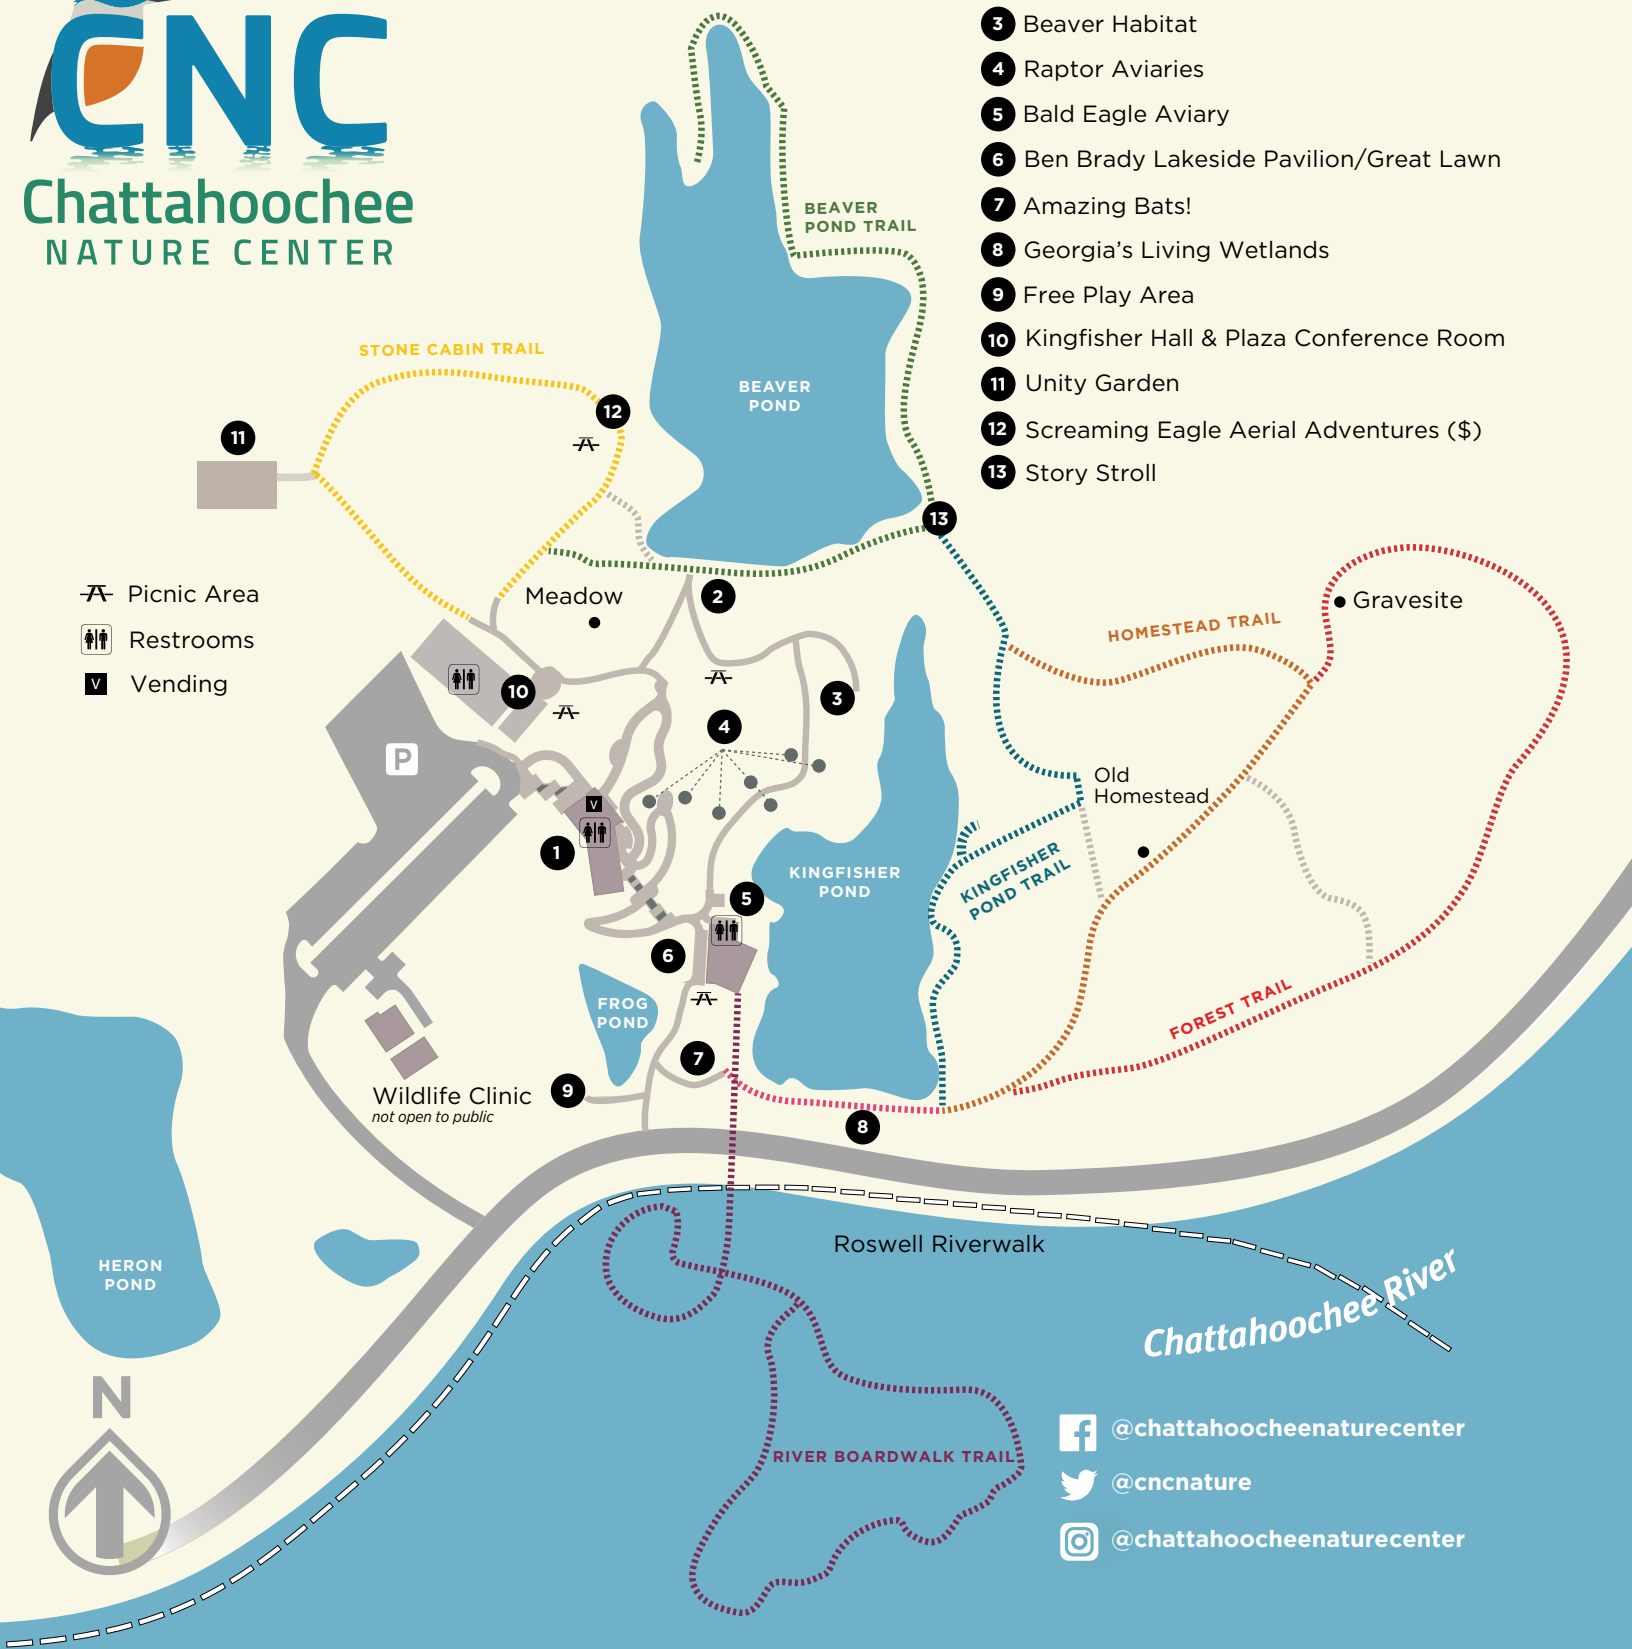 CNC
Chattahoochee
NATURE CENTER
3 Beaver Habitat
4 Raptor Aviaries
5 Bald Eagle Aviary
6 Ben Brady Lakeside Pavilion/Great Lawn
7 Amazing Bats!
8 Georgia's Living Wetlands
9 Free Play Area
10 Kingfisher Hall & Plaza Conference Room
11 Unity Garden
12 Screaming Eagle Aerial Adventures ($)
13 Story Stroll
BEAVER
POND TRAIL
STONE CABIN TRAIL
BEAVER
POND
12
11
13
Picnic Area
Restrooms
V Vending
Meadow
2
Gravesite
HOMESTEAD TRAIL
10
3
4
P
Old
Homestead
V
1
KINGFISHER
POND
KINGFISHER
POND TRAIL
5
6
FROG
POND
FOREST TRAIL
7
Wildlife Clinic
not open to public
9
8
Roswell Riverwalk
HERON
POND
Chattahoochee River
N
RIVER BOARDWALK TRAIL
@chattahoocheenaturecenter
@cncnature
@chattahoocheenaturecenter